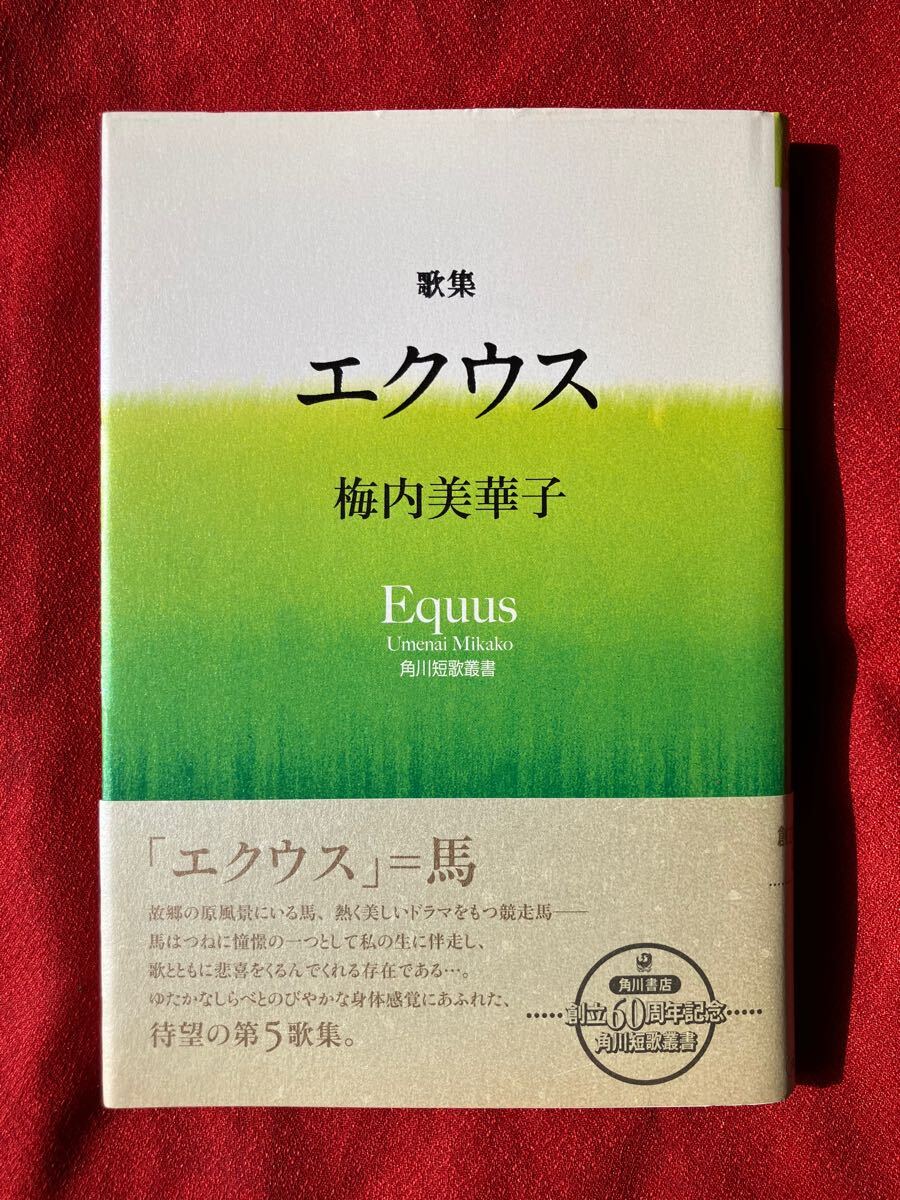 歌集
エクウス
梅内美華子
Equus
Umenai Mikako
角川短歌叢書
「エクウス」=馬
故郷の原風景にいる馬、熱く美しいドラマをもつ競走馬──
馬はつねに憧憬の一つとして私の生に伴走し、
歌とともに悲喜をくるんでくれる存在である…。
ゆたかなしらべとのびやかな身体感覚にあふれた、
待望の第5歌集。
角川書店
創立60周年記念
角川短歌叢書